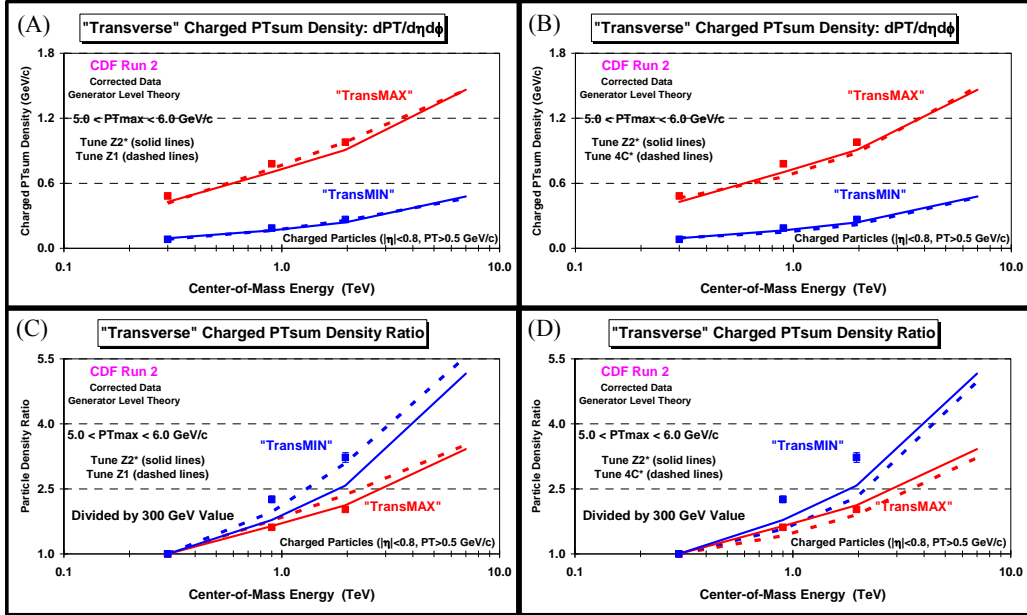 (A)
"Transverse" Charged PTsum Density: dPT/dηdϕ
Charged PTsum Density (GeV/c)
1.8
1.2
0.6
0.0
CDF Run 2
Corrected Data
Generator Level Theory
5.0 < PTmax < 6.0 GeV/c
Tune Z2* (solid lines)
Tune Z1 (dashed lines)
"TransMAX"
"TransMIN"
Charged Particles (|η|<0.8, PT>0.5 GeV/c)
0.1
1.0
10.0
Center-of-Mass Energy (TeV)
(B)
"Transverse" Charged PTsum Density: dPT/dηdϕ
Charged PTsum Density (GeV/c)
1.8
1.2
0.6
0.0
CDF Run 2
Corrected Data
Generator Level Theory
5.0 < PTmax < 6.0 GeV/c
Tune Z2* (solid lines)
Tune 4C* (dashed lines)
"TransMAX"
"TransMIN"
Charged Particles (|η|<0.8, PT>0.5 GeV/c)
0.1
1.0
10.0
Center-of-Mass Energy (TeV)
(C)
"Transverse" Charged PTsum Density Ratio
Particle Density Ratio
5.5
4.0
2.5
1.0
CDF Run 2
Corrected Data
Generator Level Theory
5.0 < PTmax < 6.0 GeV/c
Tune Z2* (solid lines)
Tune Z1 (dashed lines)
"TransMIN"
"TransMAX"
Divided by 300 GeV Value
Charged Particles (|η|<0.8, PT>0.5 GeV/c)
0.1
1.0
10.0
Center-of-Mass Energy (TeV)
(D)
"Transverse" Charged PTsum Density Ratio
Particle Density Ratio
5.5
4.0
2.5
1.0
CDF Run 2
Corrected Data
Generator Level Theory
5.0 < PTmax < 6.0 GeV/c
Tune Z2* (solid lines)
Tune 4C* (dashed lines)
"TransMIN"
"TransMAX"
Divided by 300 GeV Value
Charged Particles (|η|<0.8, PT>0.5 GeV/c)
0.1
1.0
10.0
Center-of-Mass Energy (TeV)